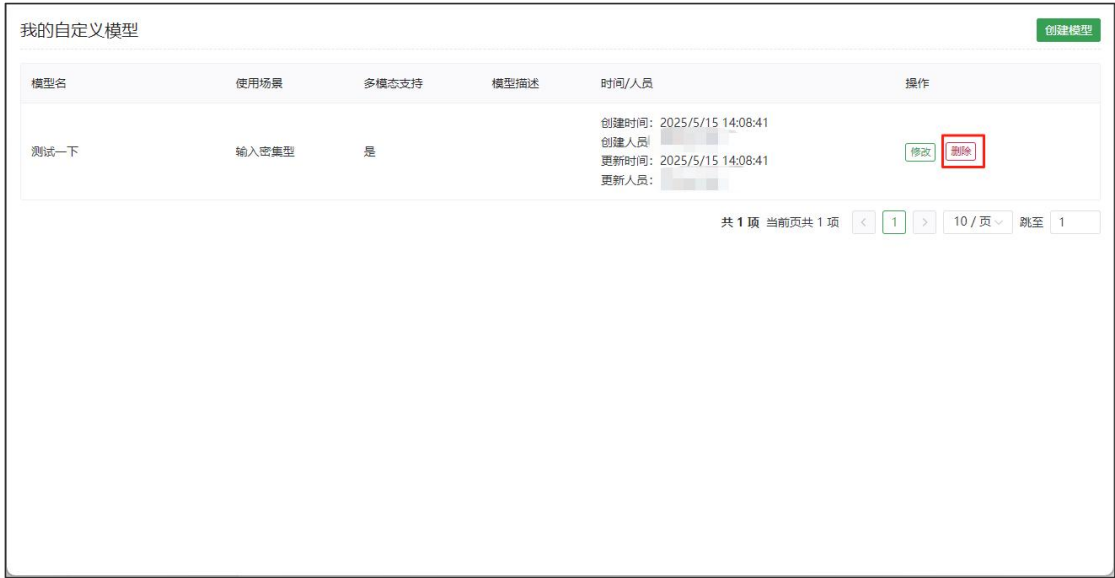 我的自定义模型
创建模型
模型名 使用场景 多模态支持 模型描述 时间/人员 操作
创建时间：2025/5/15 14:08:41
创建人员
测试一下 输入密集型 是 修改 删除
更新时间：2025/5/15 14:08:41
更新人员：
共 1 项 当前页共 1 项 < 1 > 10 / 页 跳至 1